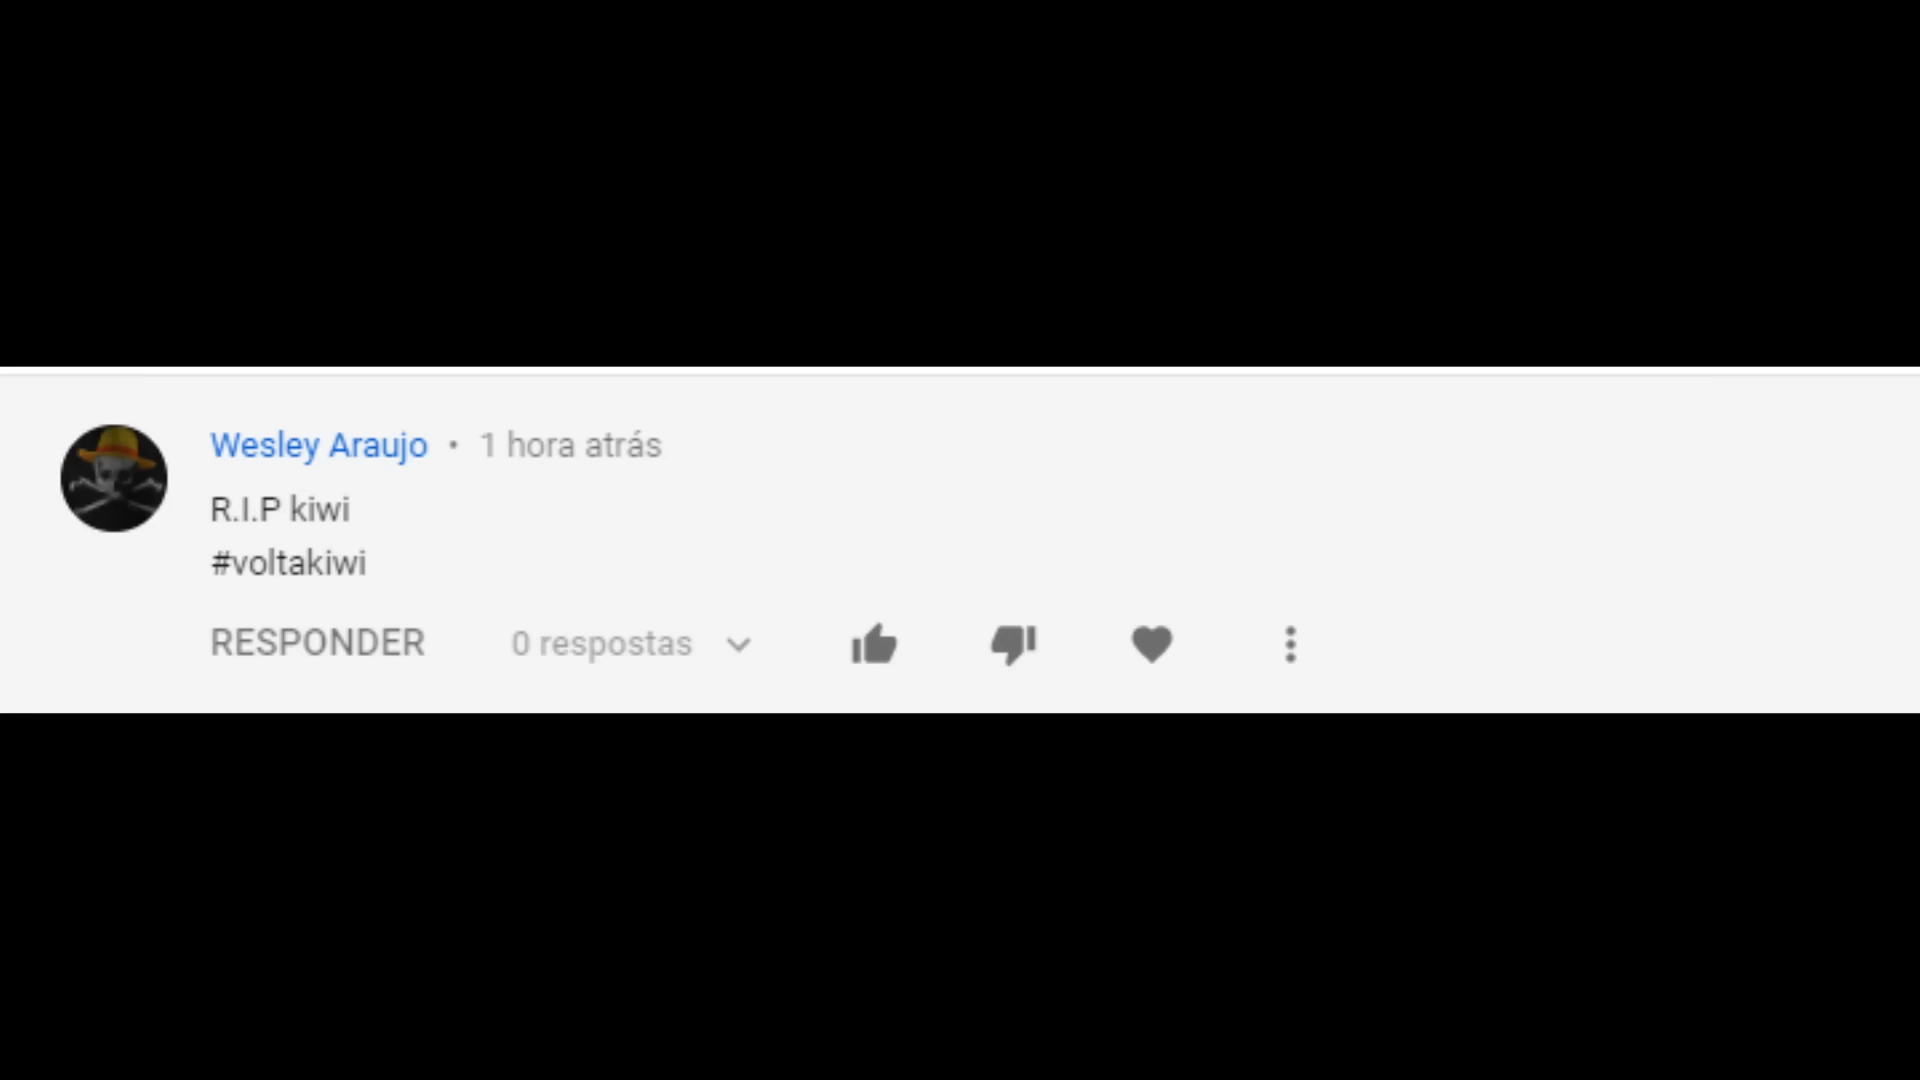 Wesley Araujo • 1 hora atrás
R.I.P kiwi
#voltakiwi
RESPONDER 0 respostas